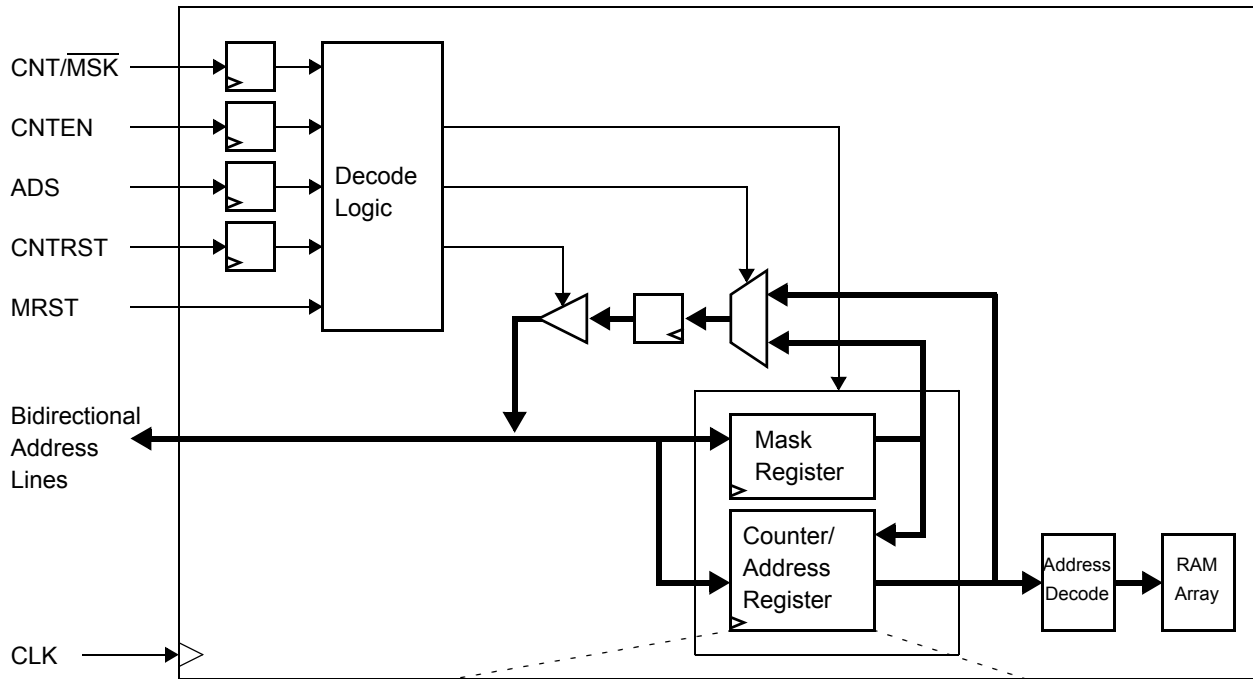 CNT/M̅S̅K̅
CNTEN
ADS
CNTRST
MRST
Decode
Logic
Bidirectional
Address
Lines
Mask
Register
Counter/
Address
Register
Address
Decode
RAM
Array
CLK